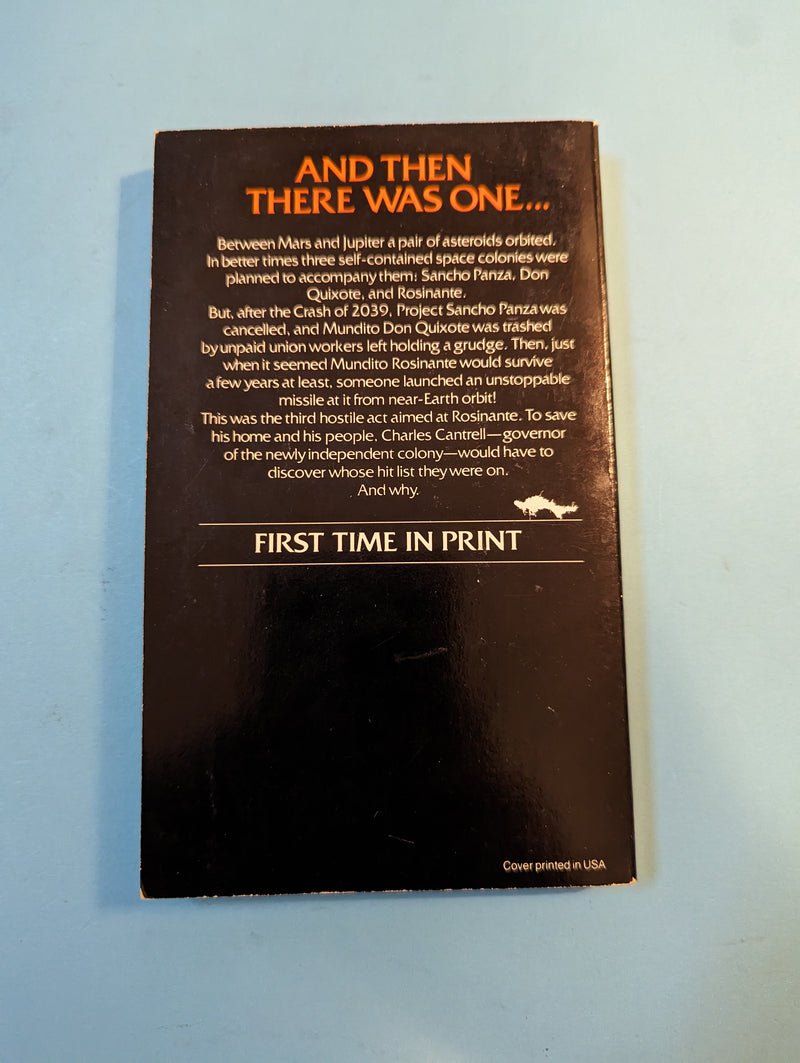 AND THEN
THERE WAS ONE...
Between Mars and Jupiter a pair of asteroids orbited.
In better times three self-contained space colonies were
planned to accompany them: Sancho Panza, Don
Quixote, and Rosinante.
But, after the Crash of 2039, Project Sancho Panza was
cancelled, and Mundito Don Quixote was trashed
by unpaid union workers left holding a grudge. Then, just
when it seemed Mundito Rosinante would survive
a few years at least, someone launched an unstoppable
missile at it from near-Earth orbit!
This was the third hostile act aimed at Rosinante. To save
his home and his people, Charles Cantrell—governor
of the newly independent colony—would have to
discover whose hit list they were on.
And why.
FIRST TIME IN PRINT
Cover printed in USA